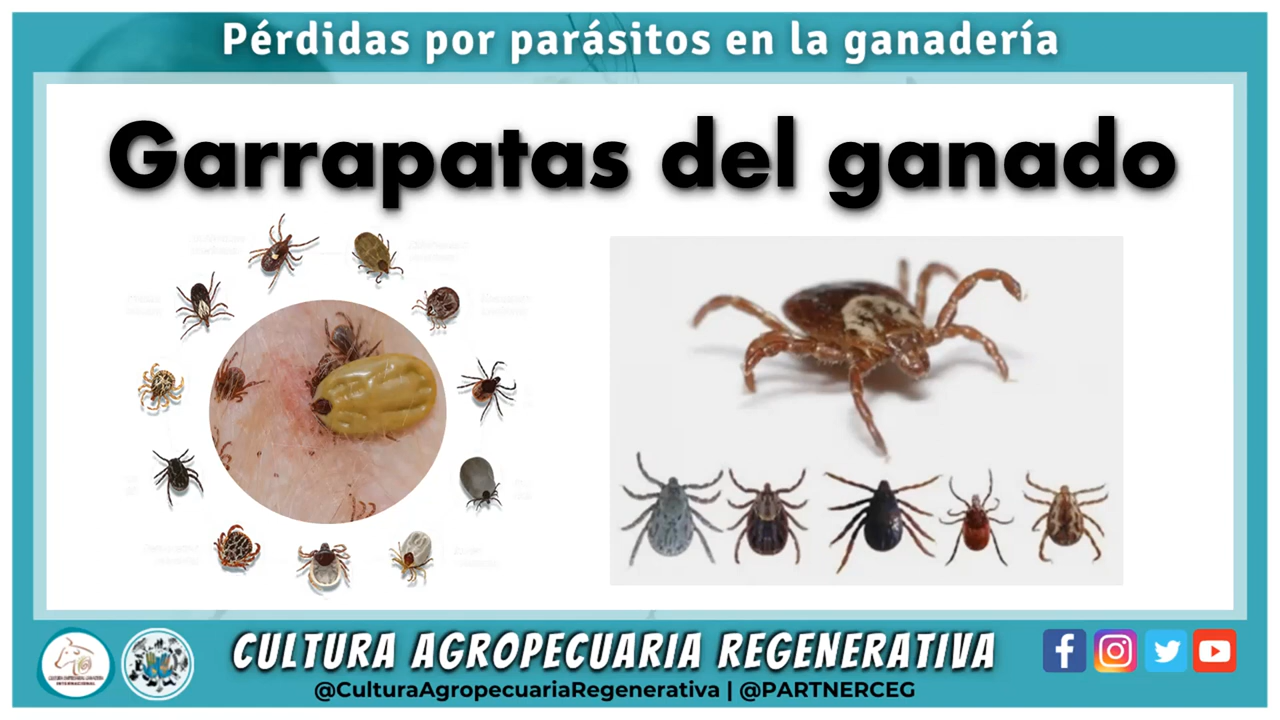 Pérdidas por parásitos en la ganadería
Garrapatas del ganado
CULTURA AGROPECUARIA REGENERATIVA
@CulturaAgropecuariaRegenerativa | @PARTNERCEG